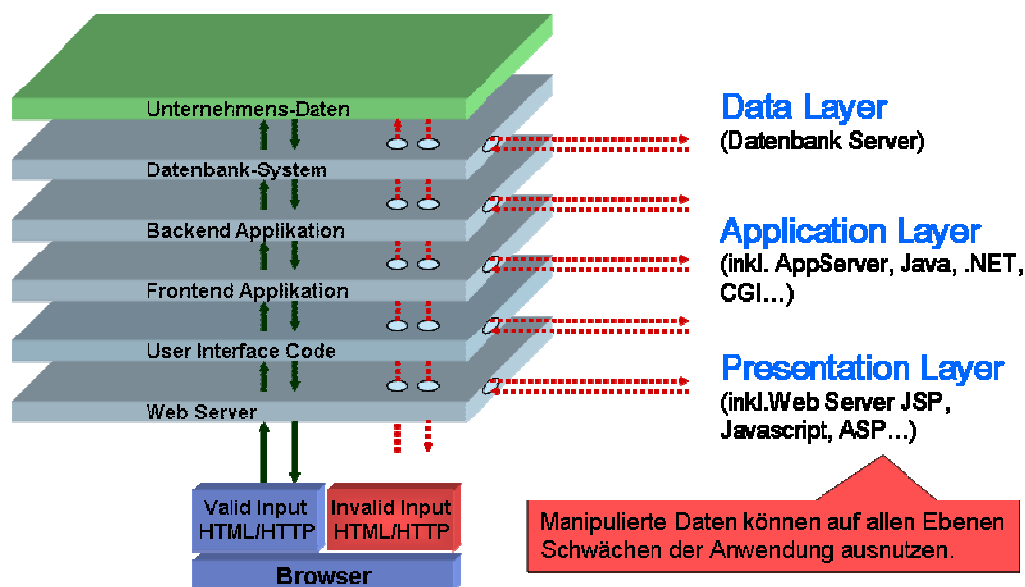 Unternehmens-Daten
Datenbank-System
Backend Applikation
Frontend Applikation
User Interface Code
Web Server
Valid Input
HTML/HTTP
Invalid Input
HTML/HTTP
Browser
Data Layer
(Datenbank Server)
Application Layer
(inkl. AppServer, Java, .NET,
CGI...)
Presentation Layer
(inkl.Web Server JSP,
Javascript, ASP...)
Manipulierte Daten können auf allen Ebenen
Schwächen der Anwendung ausnutzen.